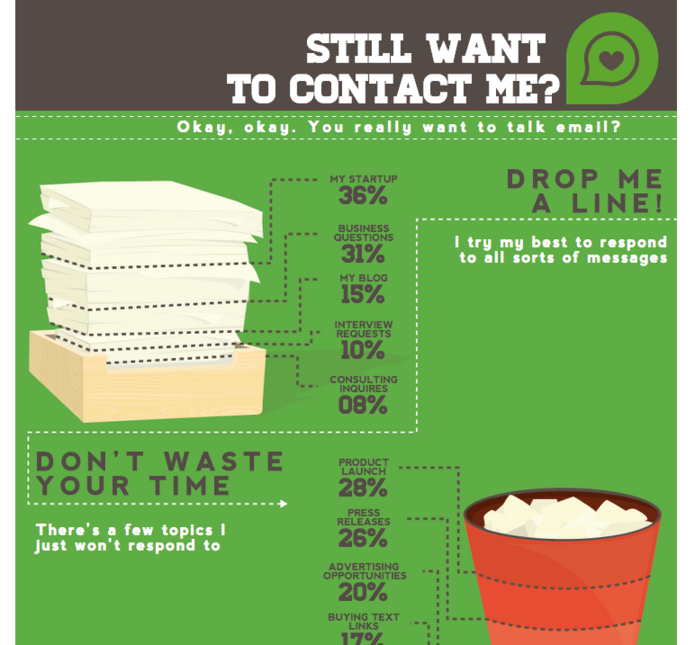 STILL WANT
TO CONTACT ME?
Okay, okay. You really want to talk email?
MY STARTUP
36%
BUSINESS
QUESTIONS
31%
MY BLOG
15%
INTERVIEW
REQUESTS
10%
CONSULTING
INQUIRES
08%
DROP ME
A LINE!
I try my best to respond
to all sorts of messages
DON'T WASTE
YOUR TIME
There's a few topics I
just won't respond to
PRODUCT
LAUNCH
28%
PRESS
RELEASES
26%
ADVERTISING
OPPORTUNITIES
20%
BUYING TEXT
LINKS
17%